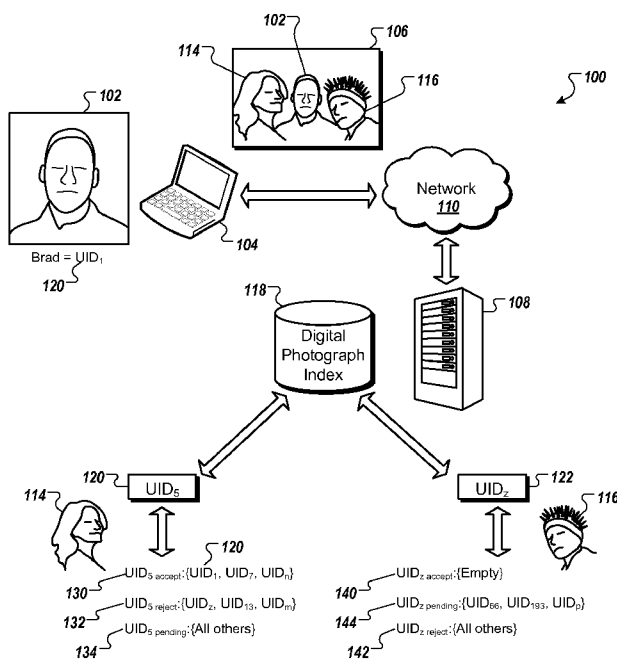 102
106
114
116
100
102
Network
110
104
Brad = UID1
120
118
108
Digital
Photograph
Index
120
UID5
122
UIDz
114
116
120
UID5 accept:{UID1, UID7, UIDn}
130
UID5 reject:{UIDz, UID13, UIDm}
132
UID5 pending:{All others}
134
UIDz accept:{Empty}
140
UIDz pending:{UID66, UID193, UIDp}
144
UIDz reject:{All others}
142